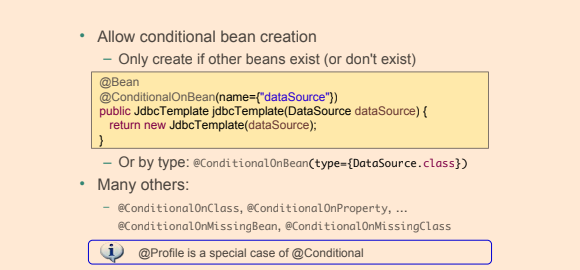 • Allow conditional bean creation
– Only create if other beans exist (or don't exist)
@Bean
@ConditionalOnBean(name={"dataSource"})
public JdbcTemplate jdbcTemplate(DataSource dataSource) {
return new JdbcTemplate(dataSource);
}
– Or by type: @ConditionalOnBean(type={DataSource.class})
• Many others:
– @ConditionalOnClass, @ConditionalOnProperty, ...
@ConditionalOnMissingBean, @ConditionalOnMissingClass
i @Profile is a special case of @Conditional